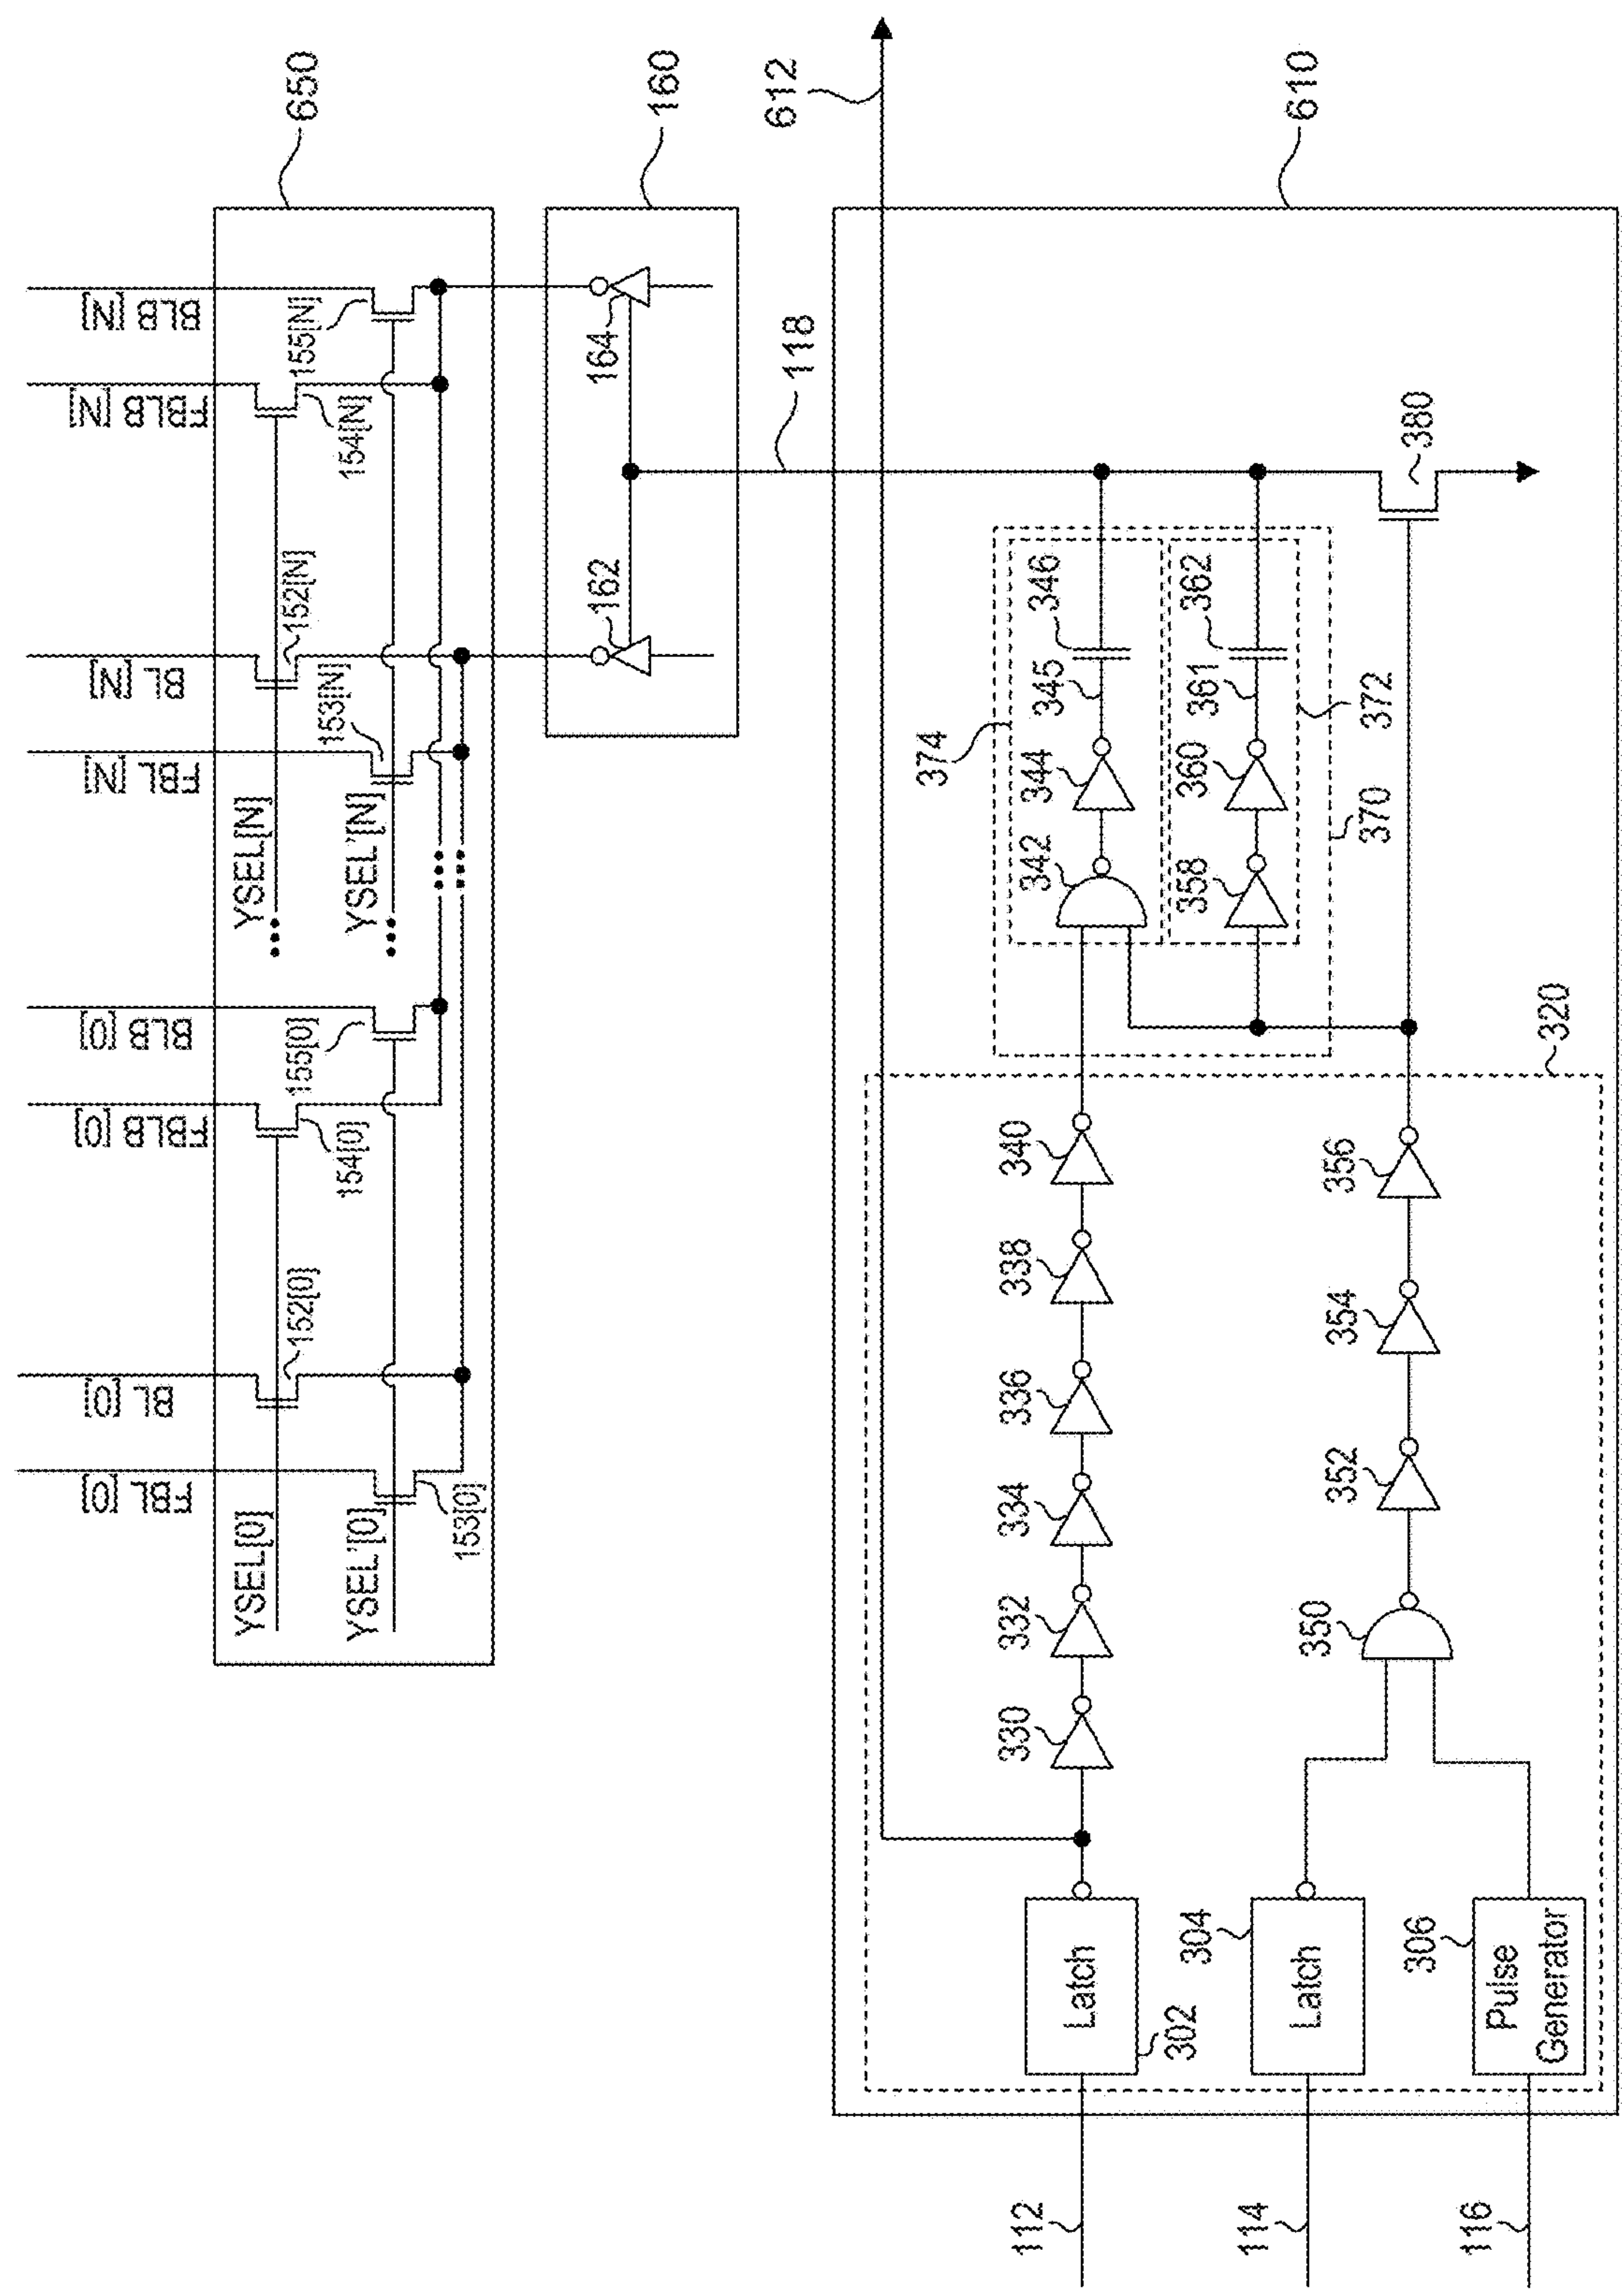 FBL [0]
BL [0]
FBLB [0]
BLB [0]
FBL [N]
BL [N]
FBLB [N]
BLB [N]
650
YSEL[0]
152[0]
154[0]
155[0]
YSEL[N]
152[N]
153[N]
154[N]
155[N]
YSEL'[0]
153[0]
YSEL'[N]
160
162
164
118
612
610
374
330
332
334
336
338
340
342
344
345
346
Latch
302
112
358
360
361
362
372
370
320
304
Latch
114
350
352
354
356
380
306
Pulse
Generator
116